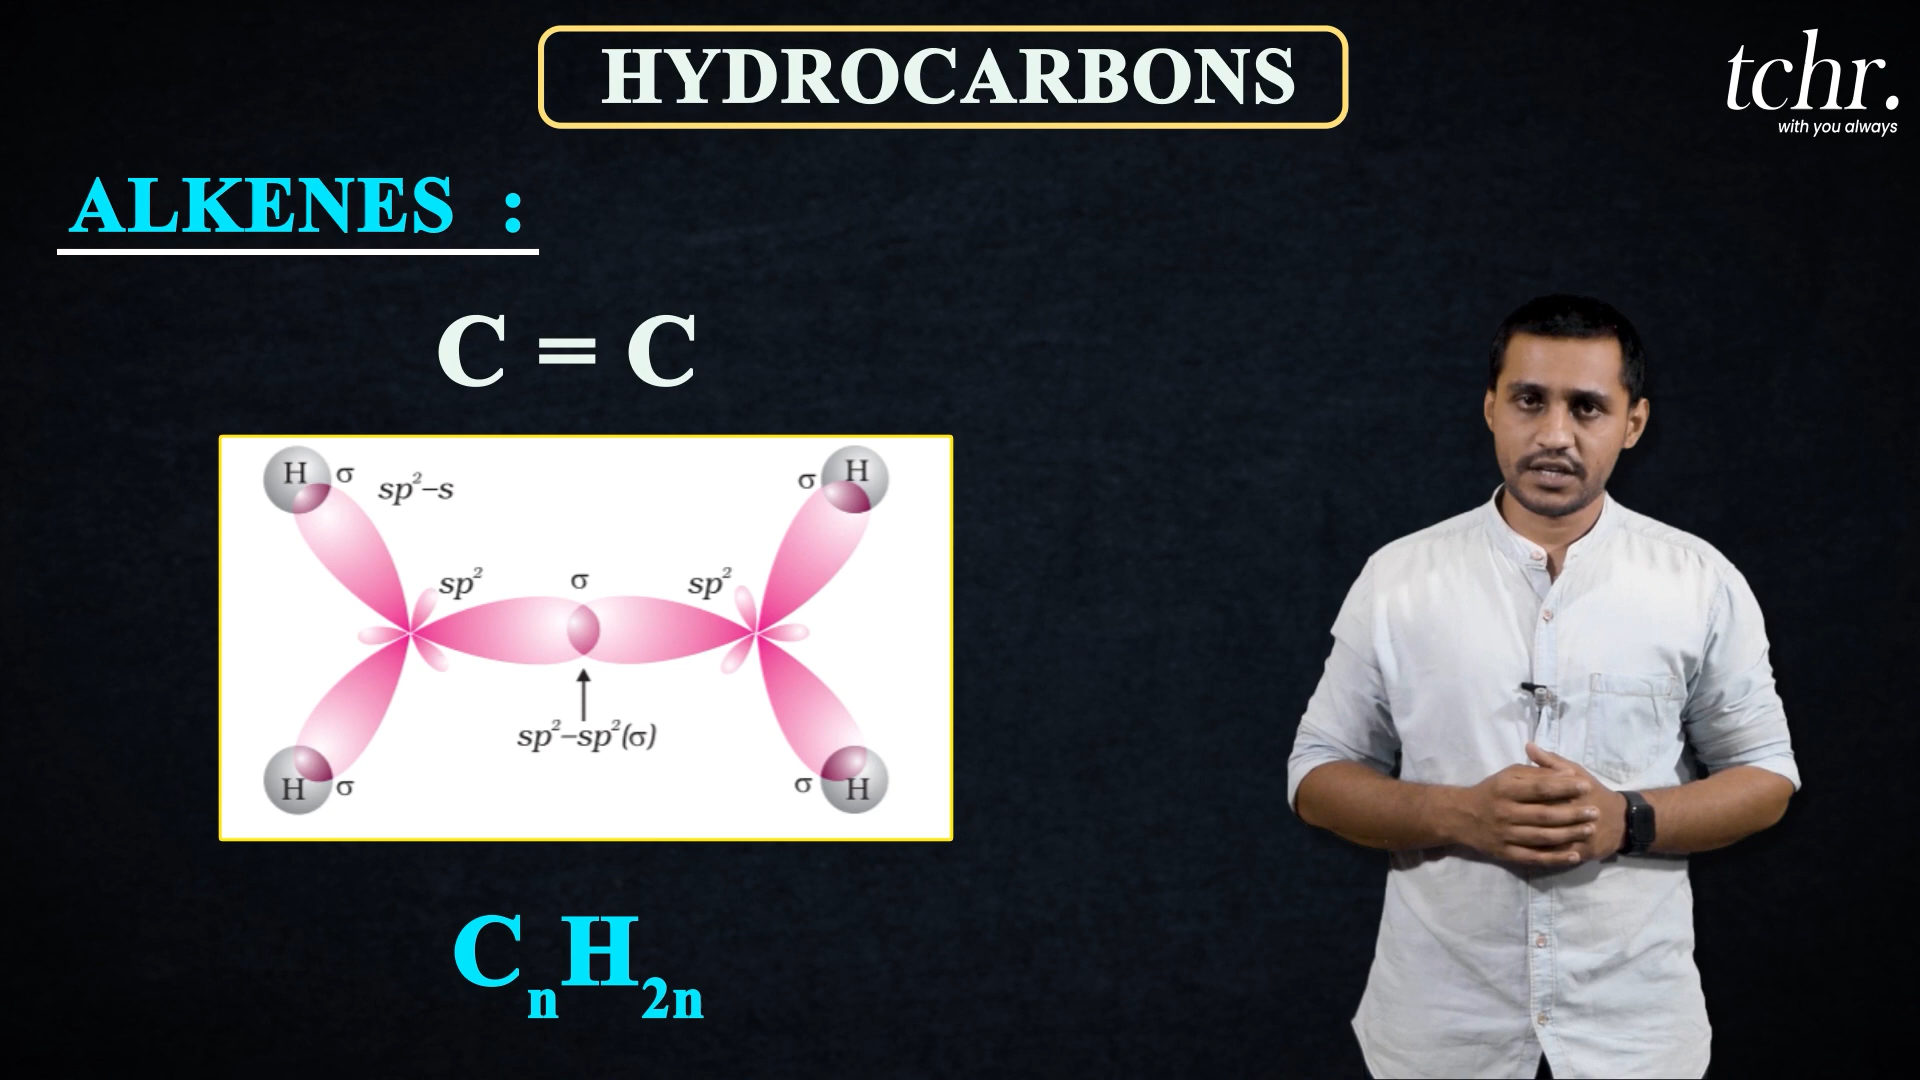 HYDROCARBONS
tchr.
with you always
ALKENES :
C = C
H σ sp²–s σ H
sp² σ sp²
sp²–sp²(σ)
H σ σ H
CₙH₂ₙ